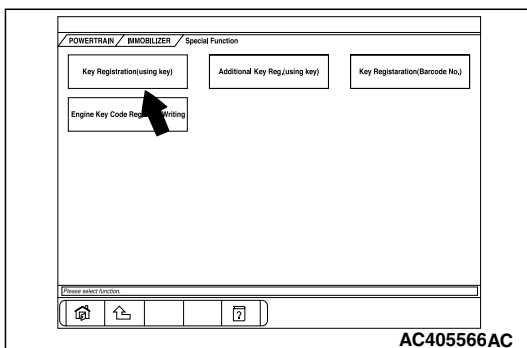 POWERTRAIN / IMMOBILIZER / Special Function
Key Registration(using key)
Additional Key Reg,(using key)
Key Registaration(Barcode No,)
Engine Key Code Reg Writing
Please select function.
?
AC405566AC